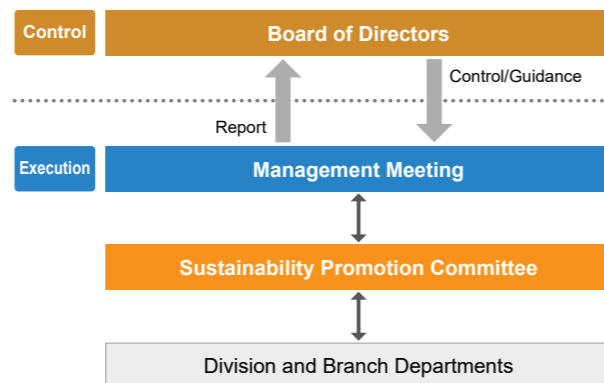 Control
Board of Directors
Control/Guidance
Report
Execution
Management Meeting
Sustainability Promotion Committee
Division and Branch Departments